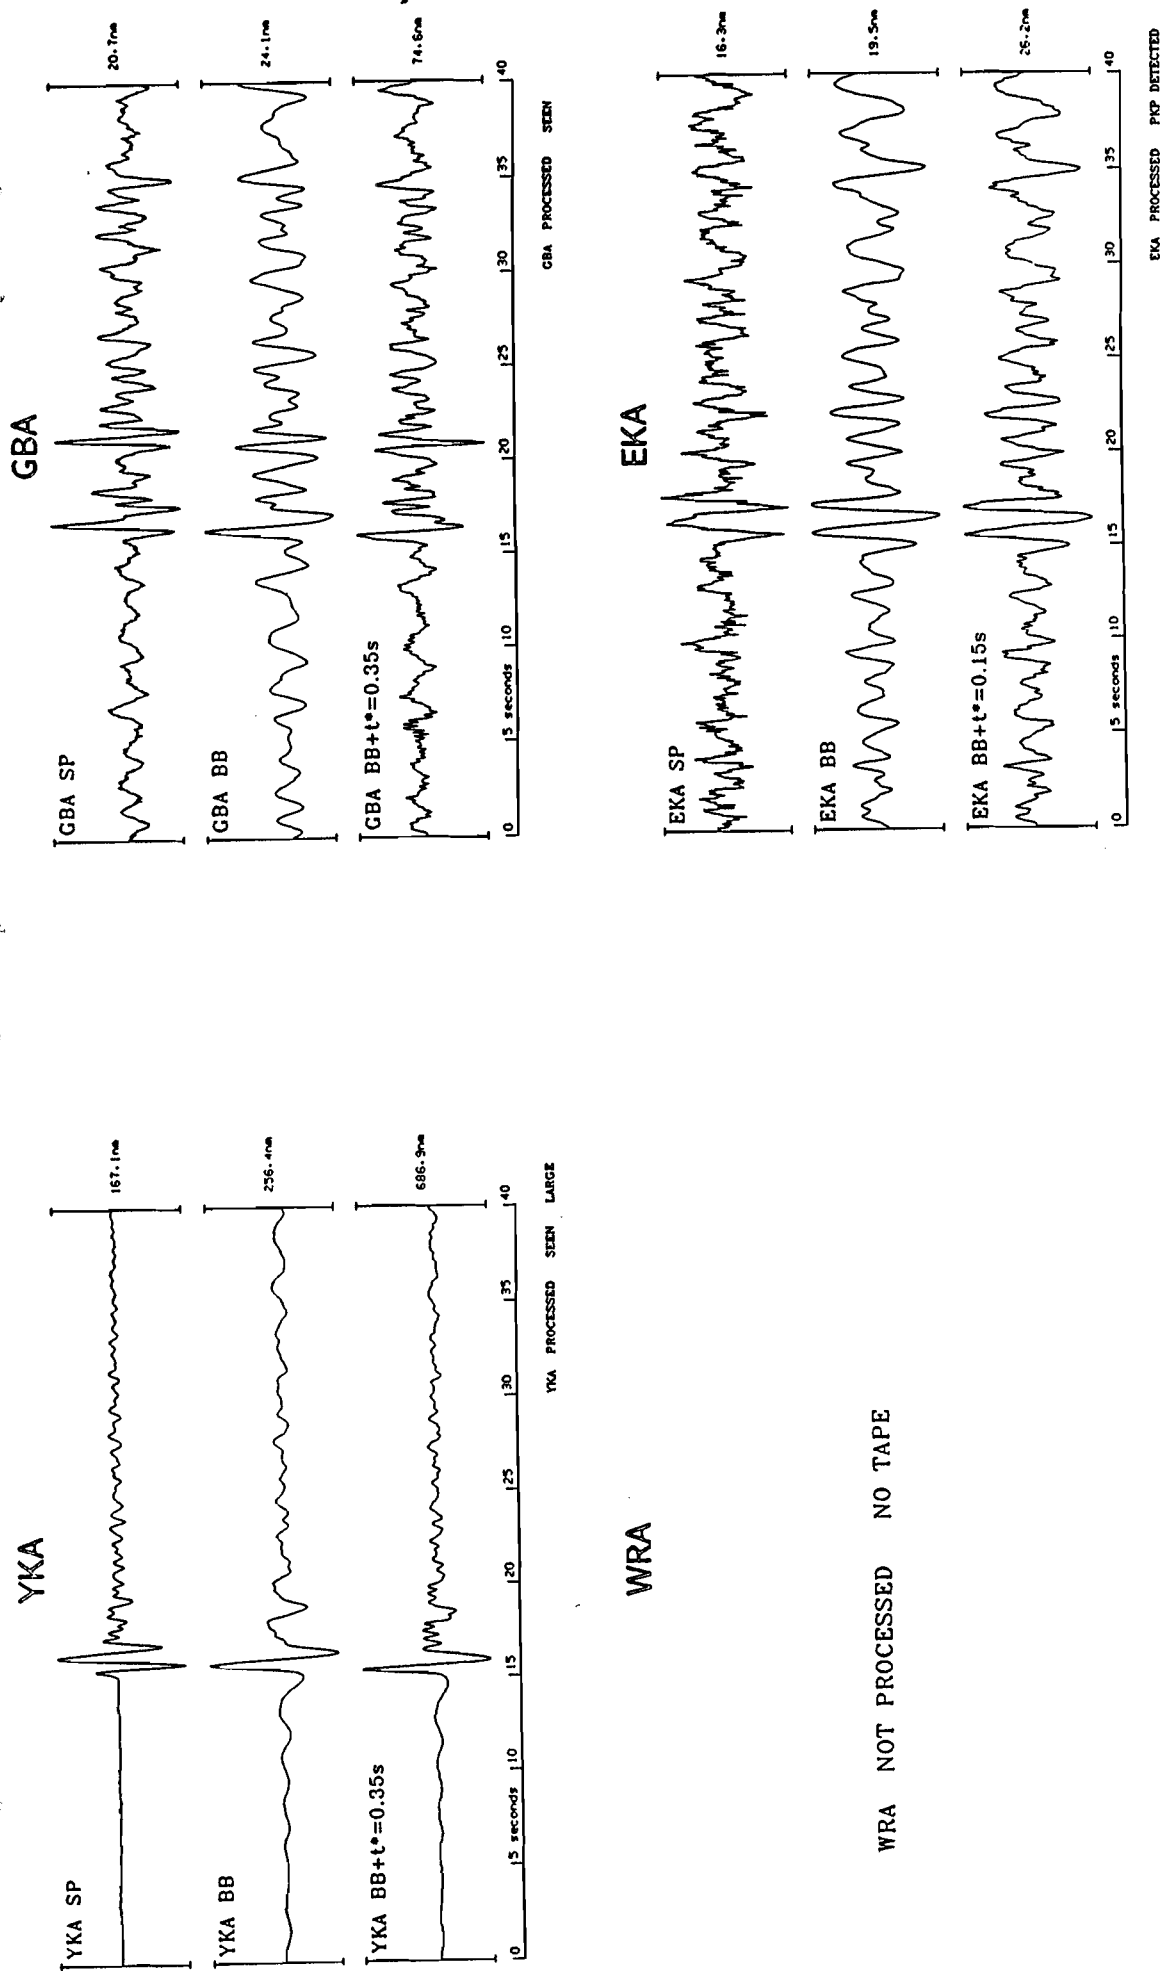 YKA
YKA SP
167.1nm
YKA BB
256.4nm
YKA BB+t*=0.35s
686.9nm
0 5 seconds 10 15 20 25 30 35 40
YKA PROCESSED SEEN LARGE
GBA
GBA SP
20.7nm
GBA BB
24.1nm
GBA BB+t*=0.35s
74.6nm
0 5 seconds 10 15 20 25 30 35 40
GBA PROCESSED SEEN
WRA
WRA NOT PROCESSED NO TAPE
EKA
EKA SP
16.3nm
EKA BB
19.5nm
EKA BB+t*=0.15s
26.2nm
0 5 seconds 10 15 20 25 30 35 40
EKA PROCESSED PKP DETECTED